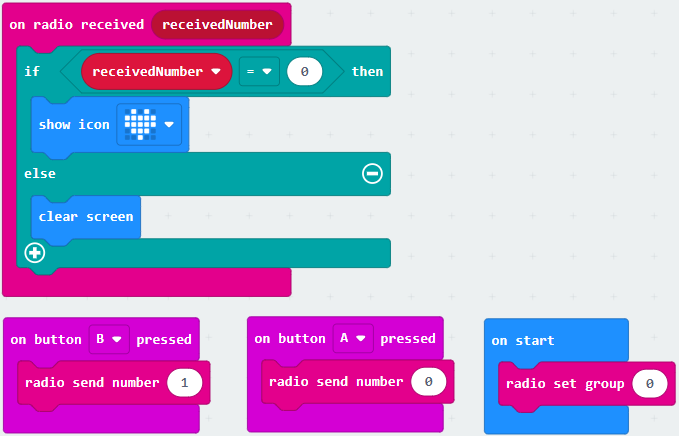 on radio received receivedNumber
if receivedNumber = 0 then
show icon
else
clear screen
on button B pressed
radio send number 1
on button A pressed
radio send number 0
on start
radio set group 0